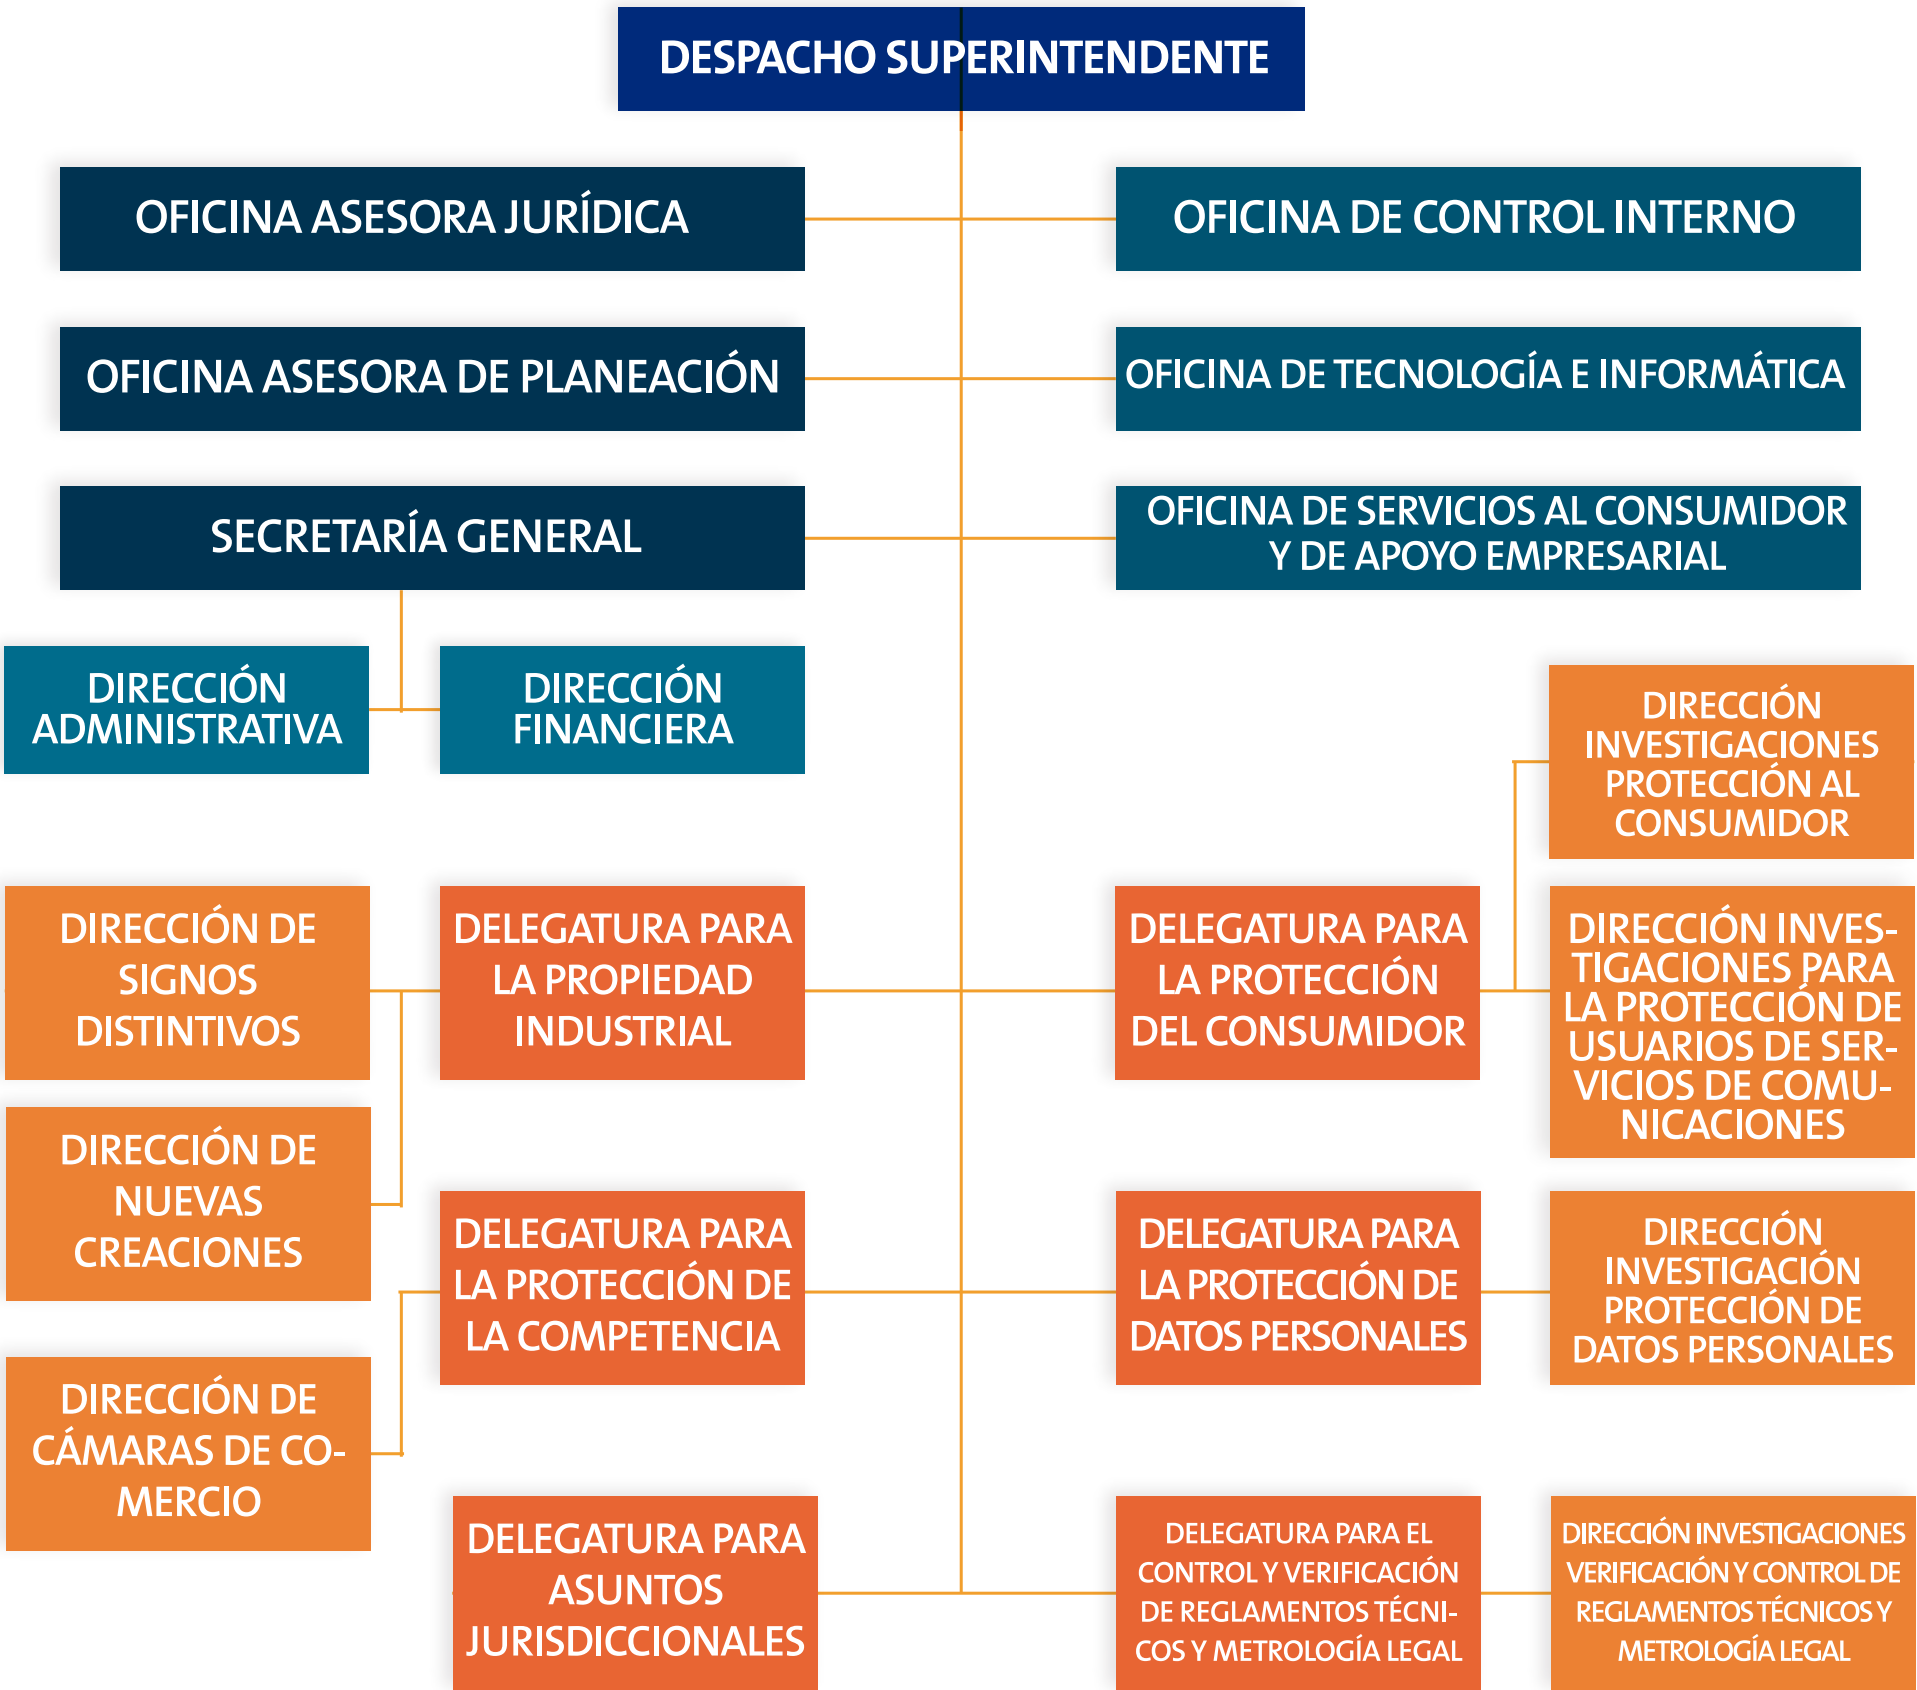 DESPACHO SUPERINTENDENTE
OFICINA ASESORA JURÍDICA
OFICINA DE CONTROL INTERNO
OFICINA ASESORA DE PLANEACIÓN
OFICINA DE TECNOLOGÍA E INFORMÁTICA
SECRETARÍA GENERAL
OFICINA DE SERVICIOS AL CONSUMIDOR
Y DE APOYO EMPRESARIAL
DIRECCIÓN
ADMINISTRATIVA
DIRECCIÓN
FINANCIERA
DIRECCIÓN
INVESTIGACIONES
PROTECCIÓN AL
CONSUMIDOR
DIRECCIÓN DE
SIGNOS
DISTINTIVOS
DELEGATURA PARA
LA PROPIEDAD
INDUSTRIAL
DELEGATURA PARA
LA PROTECCIÓN
DEL CONSUMIDOR
DIRECCIÓN INVES-
TIGACIONES PARA
LA PROTECCIÓN DE
USUARIOS DE SER-
VICIOS DE COMU-
NICACIONES
DIRECCIÓN DE
NUEVAS
CREACIONES
DELEGATURA PARA
LA PROTECCIÓN DE
LA COMPETENCIA
DELEGATURA PARA
LA PROTECCIÓN DE
DATOS PERSONALES
DIRECCIÓN
INVESTIGACIÓN
PROTECCIÓN DE
DATOS PERSONALES
DIRECCIÓN DE
CÁMARAS DE CO-
MERCIO
DELEGATURA PARA
ASUNTOS
JURISDICCIONALES
DELEGATURA PARA EL
CONTROL Y VERIFICACIÓN
DE REGLAMENTOS TÉCNI-
COS Y METROLOGÍA LEGAL
DIRECCIÓN INVESTIGACIONES
VERIFICACIÓN Y CONTROL DE
REGLAMENTOS TÉCNICOS Y
METROLOGÍA LEGAL